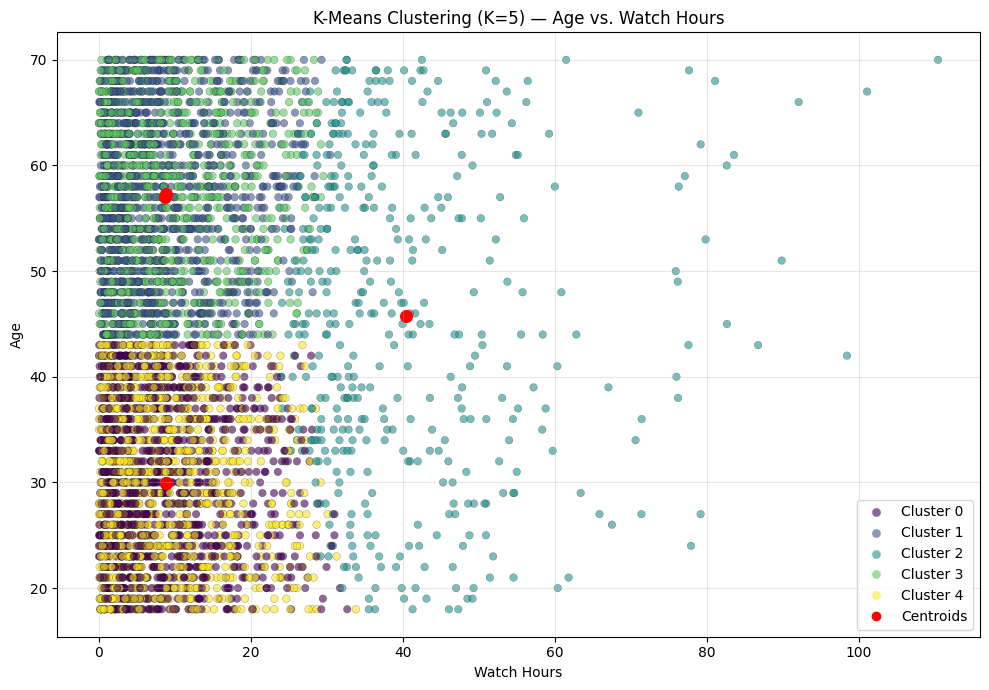 K-Means Clustering (K=5) — Age vs. Watch Hours
70
60
50
40
30
20
Age
0
20
40
60
80
100
Watch Hours
Cluster 0
Cluster 1
Cluster 2
Cluster 3
Cluster 4
Centroids